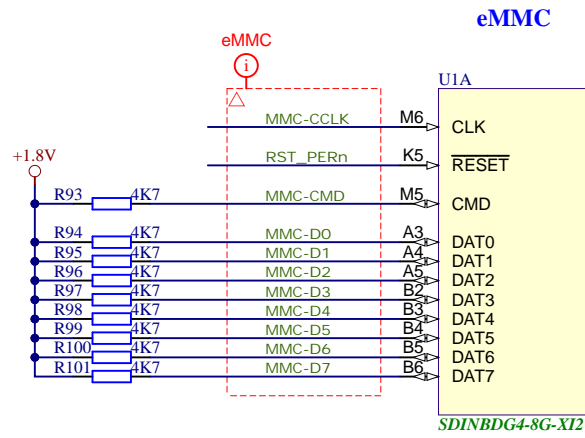 eMMC
eMMC
i
U1A
MMC-CCLK M6 CLK
RST_PERn K5 RESET
+1.8V
R93 4K7 MMC-CMD M5 CMD
R94 4K7 MMC-D0 A3 DAT0
R95 4K7 MMC-D1 A4 DAT1
R96 4K7 MMC-D2 A5 DAT2
R97 4K7 MMC-D3 B2 DAT3
R98 4K7 MMC-D4 B3 DAT4
R99 4K7 MMC-D5 B4 DAT5
R100 4K7 MMC-D6 B5 DAT6
R101 4K7 MMC-D7 B6 DAT7
SDINBDG4-8G-XI2